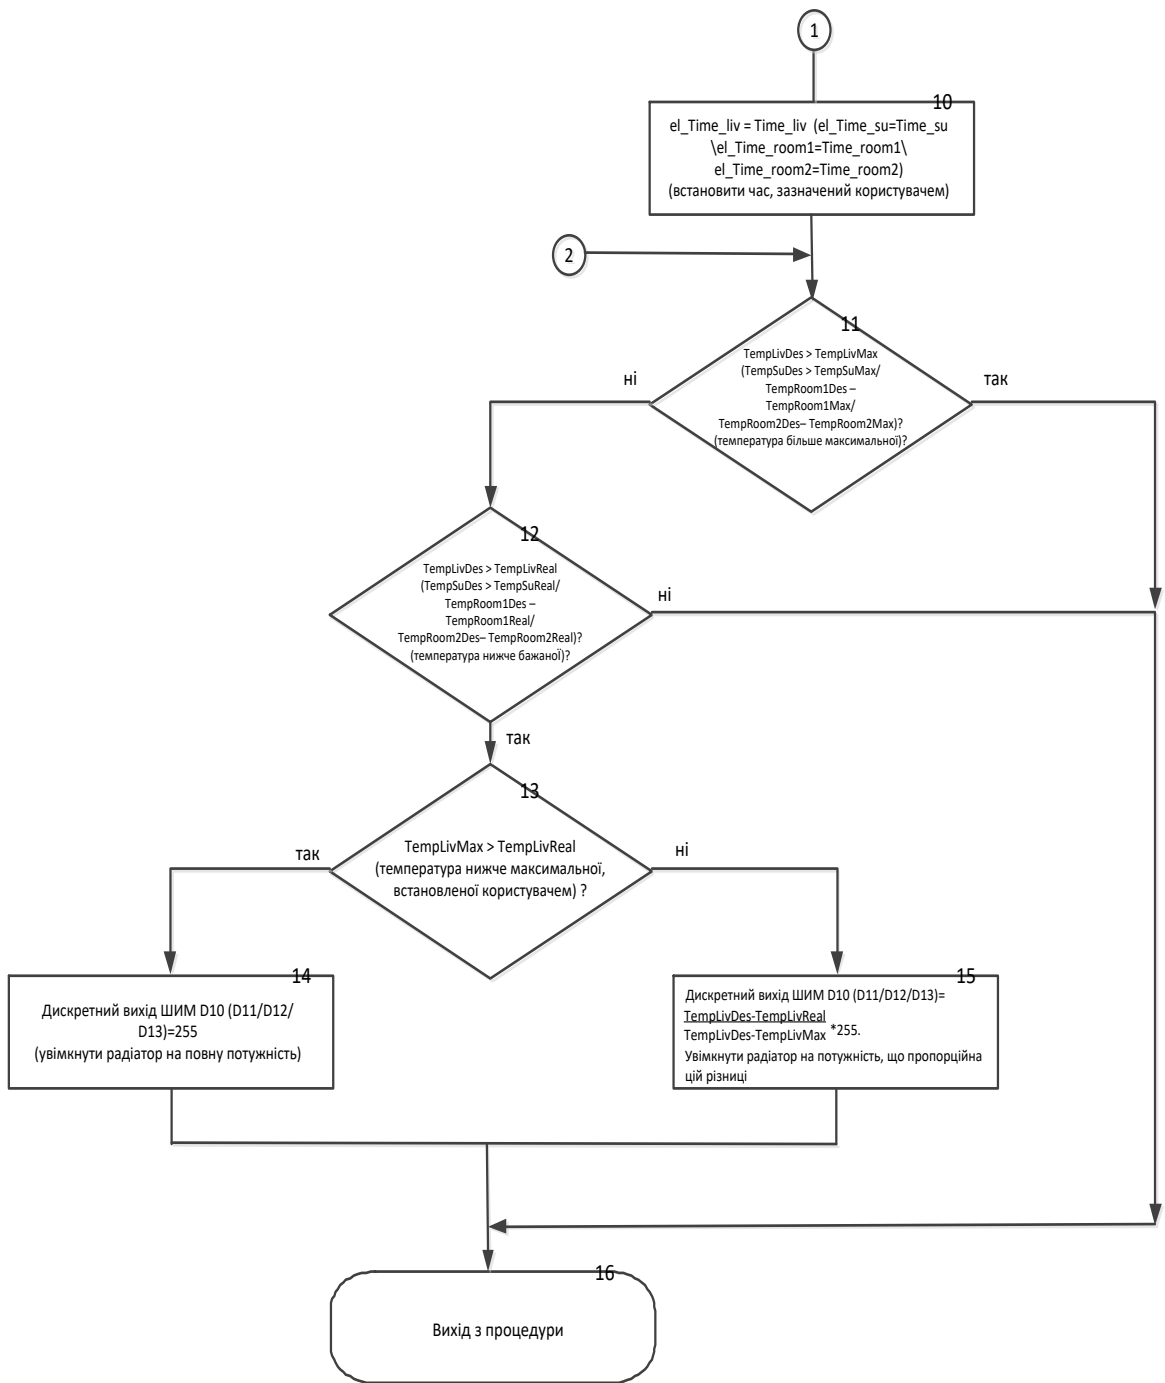 1
10
el_Time_liv = Time_liv (el_Time_su=Time_su
\el_Time_room1=Time_room1\
el_Time_room2=Time_room2)
(встановити час, зазначений користувачем)
2
11
TempLivDes > TempLivMax
(TempSuDes > TempSuMax/
TempRoom1Des –
TempRoom1Max/
TempRoom2Des– TempRoom2Max)?
(температура більше максимальної)?
ні
так
12
TempLivDes > TempLivReal
(TempSuDes > TempSuReal/
TempRoom1Des –
TempRoom1Real/
TempRoom2Des– TempRoom2Real)?
(температура нижче бажаної)?
ні
так
13
TempLivMax > TempLivReal
(температура нижче максимальної,
встановленої користувачем) ?
так
ні
14
Дискретний вихід ШИМ D10 (D11/D12/
D13)=255
(увімкнути радіатор на повну потужність)
15
Дискретний вихід ШИМ D10 (D11/D12/D13)=
TempLivDes-TempLivReal
TempLivDes-TempLivMax *255.
Увімкнути радіатор на потужність, що пропорційна
цій різниці
16
Вихід з процедури